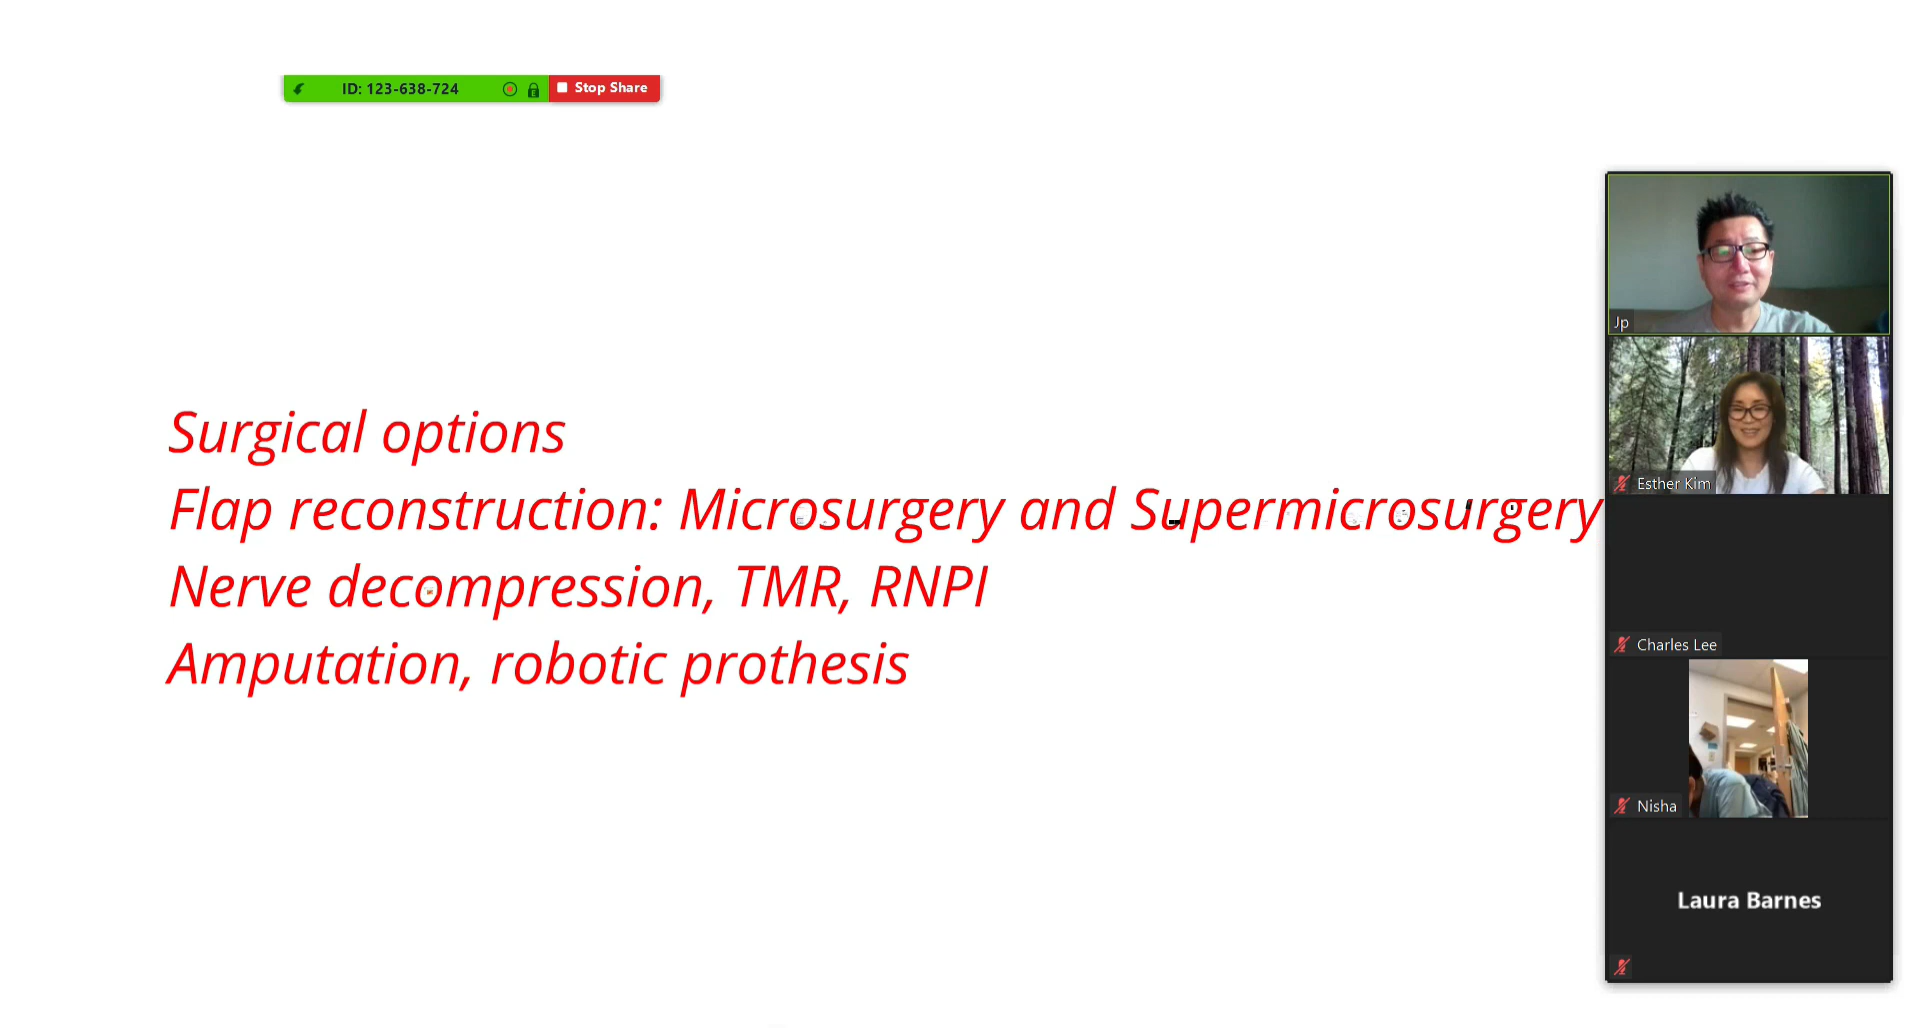 ID: 123-638-724
Stop Share
Surgical options
Flap reconstruction: Microsurgery and Supermicrosurgery
Nerve decompression, TMR, RNPI
Amputation, robotic prothesis
Jp
Esther Kim
Charles Lee
Nisha
Laura Barnes